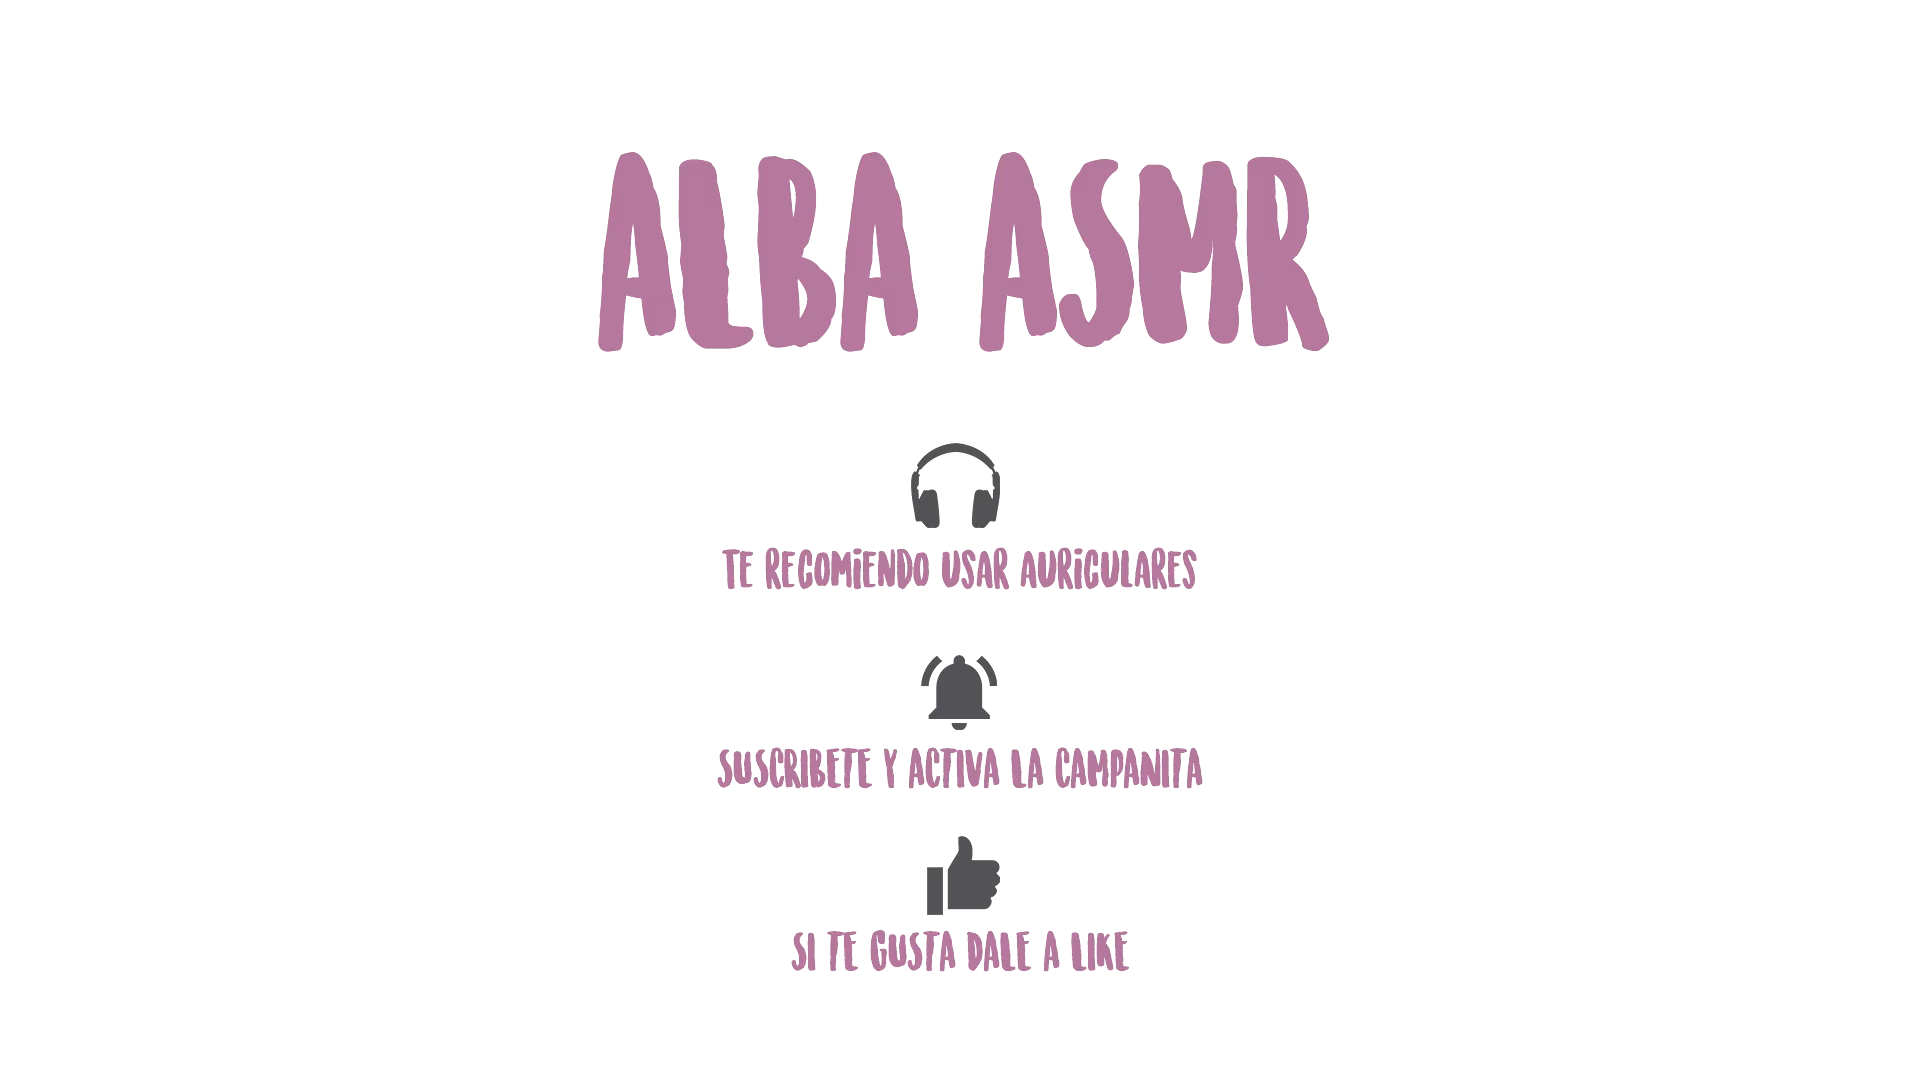 ALBA ASMR
TE RECOMiENDO USAR AURiCULARES
SUSCRIBETE Y ACTIVA LA CAMPANITA
SI TE GUSTA DALE A LIKE